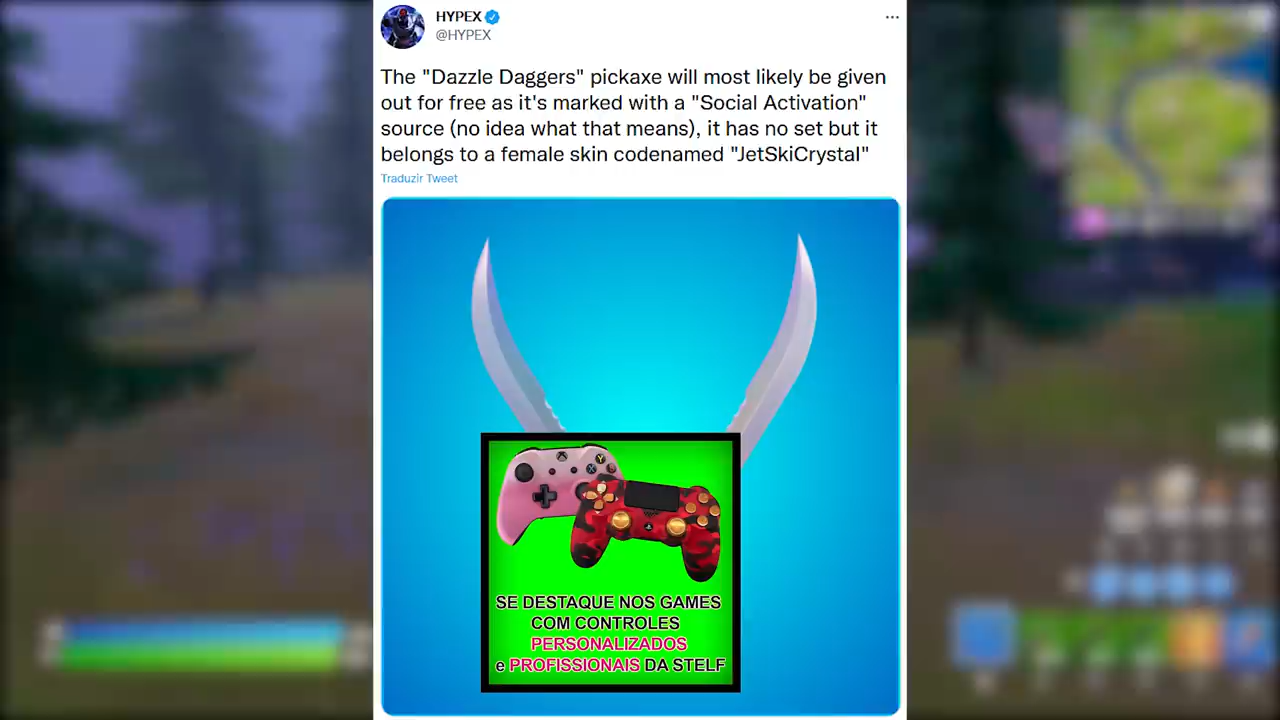 HYPEX
@HYPEX
The "Dazzle Daggers" pickaxe will most likely be given
out for free as it's marked with a "Social Activation"
source (no idea what that means), it has no set but it
belongs to a female skin codenamed "JetSkiCrystal"
Traduzir Tweet
SE DESTAQUE NOS GAMES
COM CONTROLES
PERSONALIZADOS
e PROFISSIONAIS DA STELF